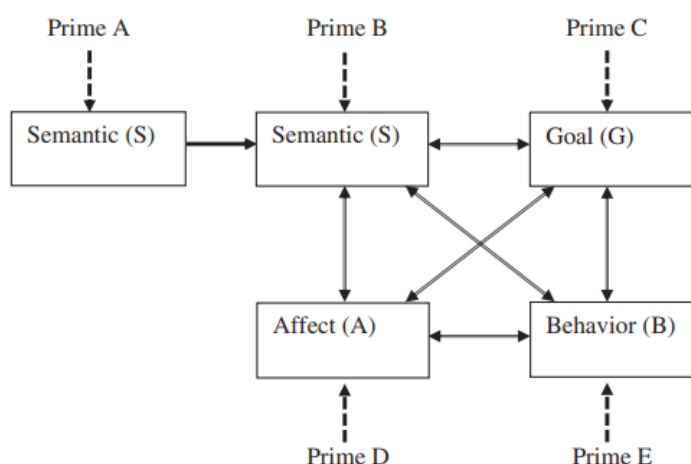 Prime A Prime B Prime C
Semantic (S) Semantic (S) Goal (G)
Affect (A) Behavior (B)
Prime D Prime E